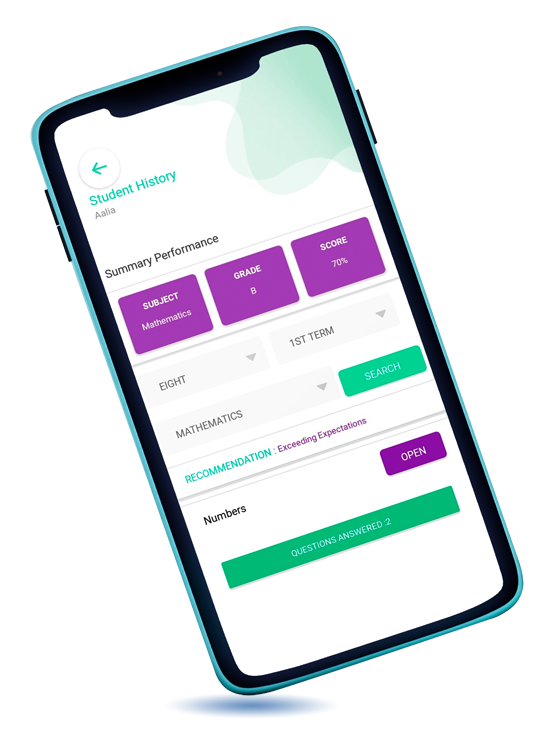 Student History
Aalia
Summary Performance
SUBJECT
Mathematics
GRADE
B
SCORE
70%
EIGHT
1ST TERM
MATHEMATICS
SEARCH
RECOMMENDATION : Exceeding Expectations
Numbers
OPEN
QUESTIONS ANSWERED :2